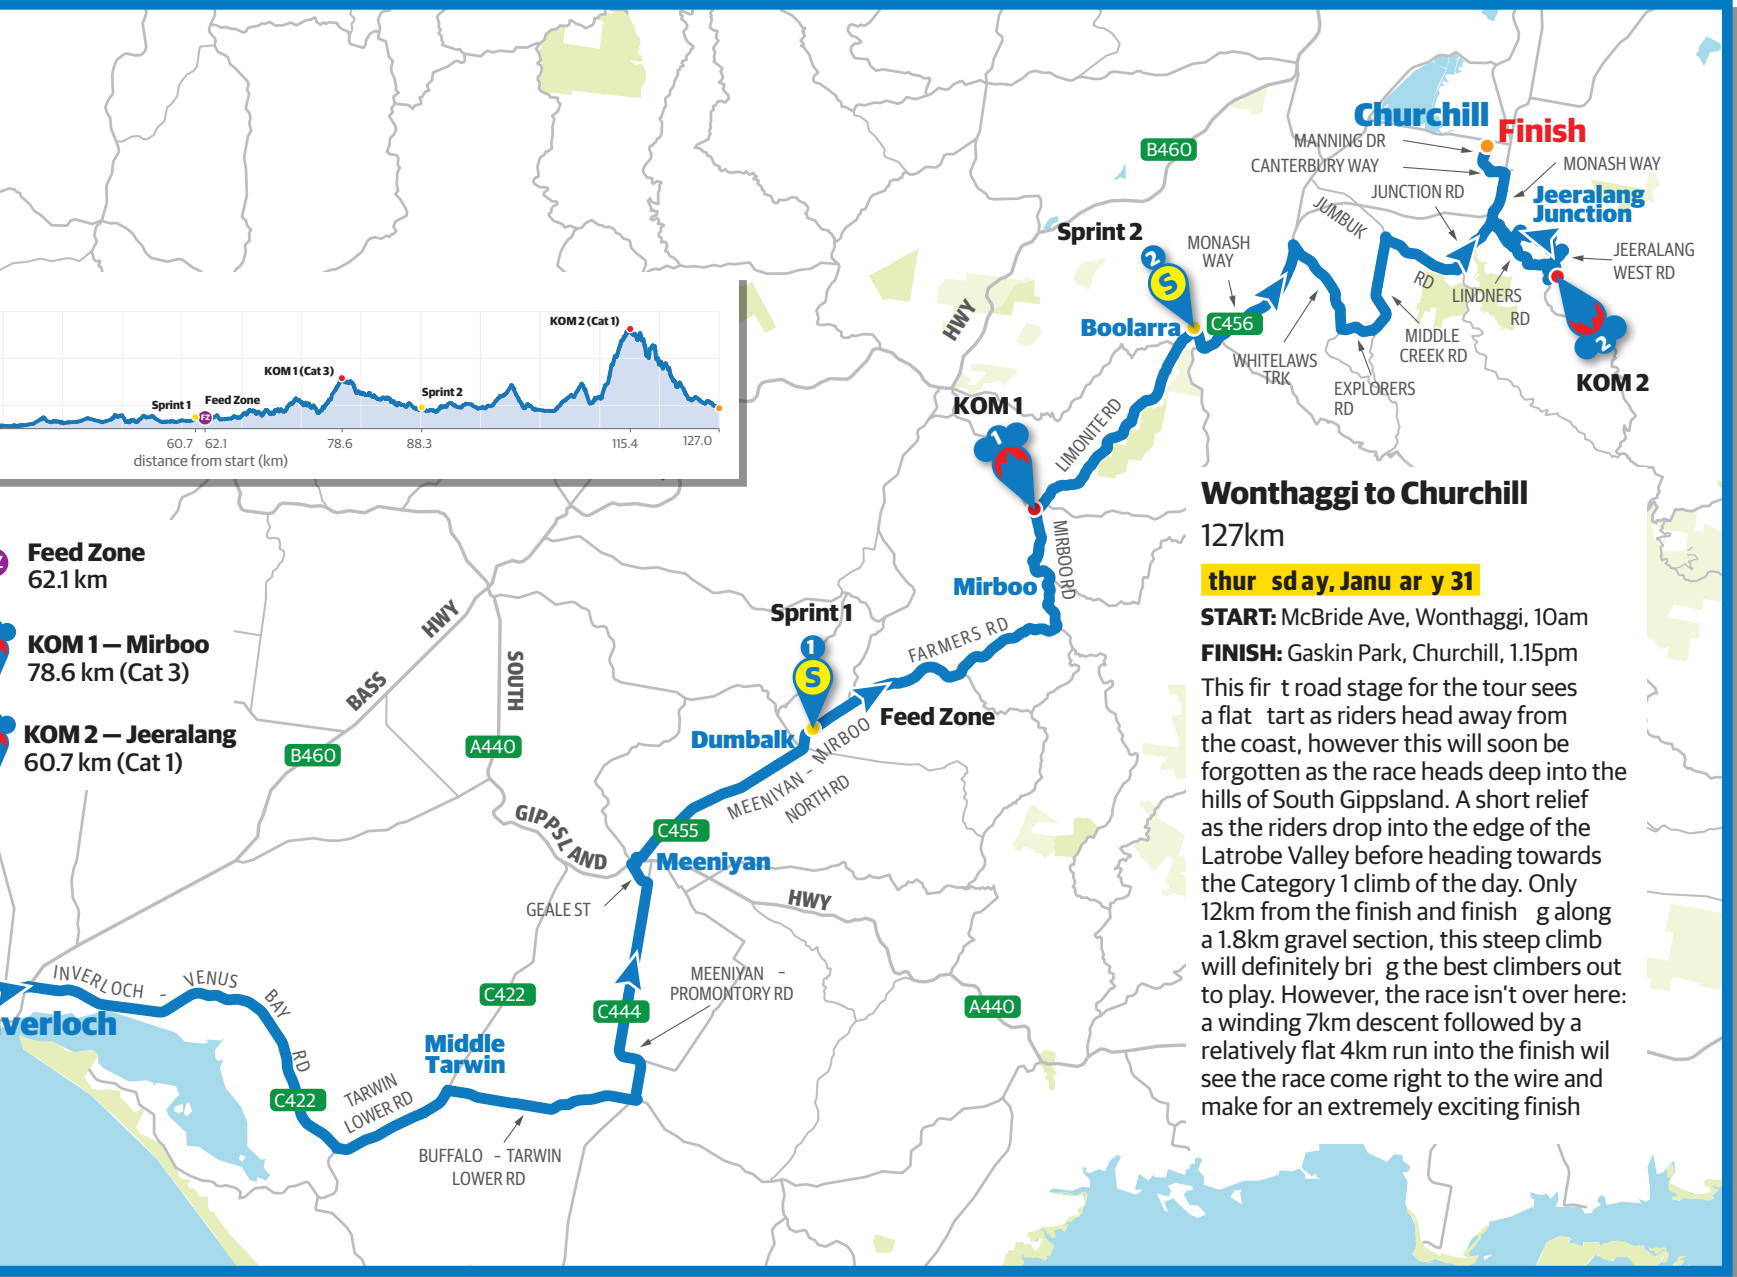 Churchill
Finish
MANNING DR
CANTERBURY WAY
MONASH WAY
JUNCTION RD
Jeeralang
Junction
JUMBUK
RD
B460
Sprint 2
2
S
MONASH
WAY
JEERALANG
WEST RD
LINDNERS
RD
HWY
Boolarra
C456
MIDDLE
CREEK RD
WHITELAWS
TRK
EXPLORERS
RD
2
KOM 2
KOM 2 (Cat 1)
KOM 1 (Cat 3)
Sprint 2
Sprint 1
Feed Zone
FZ
60.7
62.1
78.6
88.3
115.4
127.0
distance from start (km)
KOM 1
1
LIMONITE RD
MIRBOO RD
Mirboo
Feed Zone
62.1 km
KOM 1 – Mirboo
78.6 km (Cat 3)
KOM 2 – Jeeralang
60.7 km (Cat 1)
Sprint 1
1
S
FARMERS RD
Feed Zone
Dumbalk
MEENIYAN - MIRBOO
NORTH RD
BASS
HWY
SOUTH
B460
A440
GIPPSLAND
HWY
C455
Meeniyan
GEALE ST
MEENIYAN -
PROMONTORY RD
C422
C444
A440
INVERLOCH - VENUS
BAY
RD
verloch
Middle
Tarwin
C422
TARWIN
LOWER RD
BUFFALO - TARWIN
LOWER RD
Wonthaggi to Churchill
127km
thur sd ay, Janu ar y 31
START: McBride Ave, Wonthaggi, 10am
FINISH: Gaskin Park, Churchill, 1.15pm
This fir t road stage for the tour sees
a flat tart as riders head away from
the coast, however this will soon be
forgotten as the race heads deep into the
hills of South Gippsland. A short relief
as the riders drop into the edge of the
Latrobe Valley before heading towards
the Category 1 climb of the day. Only
12km from the finish and finish g along
a 1.8km gravel section, this steep climb
will definitely bri g the best climbers out
to play. However, the race isn't over here:
a winding 7km descent followed by a
relatively flat 4km run into the finish wil
see the race come right to the wire and
make for an extremely exciting finish